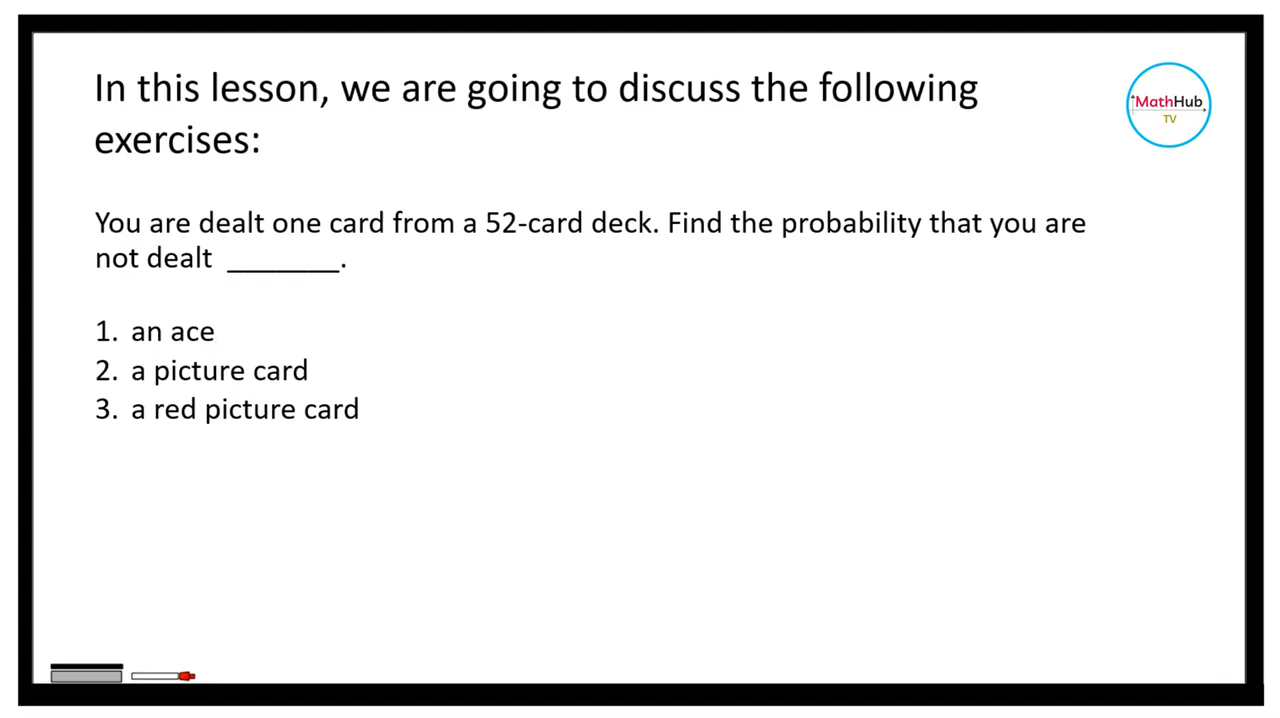 In this lesson, we are going to discuss the following
exercises:
MathHub
TV
You are dealt one card from a 52-card deck. Find the probability that you are
not dealt _______.
1. an ace
2. a picture card
3. a red picture card